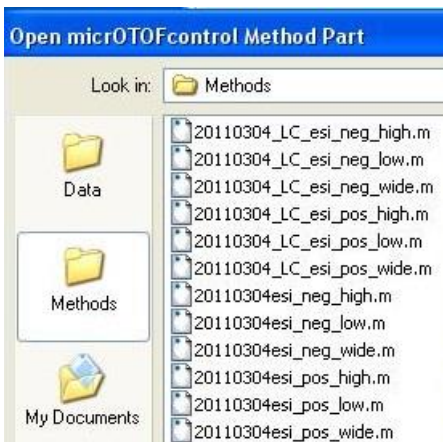 Open micrOTOFcontrol Method Part
Look in:
Methods
Data
Methods
My Documents
20110304_LC_esi_neg_high.m
20110304_LC_esi_neg_low.m
20110304_LC_esi_neg_wide.m
20110304_LC_esi_pos_high.m
20110304_LC_esi_pos_low.m
20110304_LC_esi_pos_wide.m
20110304esi_neg_high.m
20110304esi_neg_low.m
20110304esi_neg_wide.m
20110304esi_pos_high.m
20110304esi_pos_low.m
20110304esi_pos_wide.m